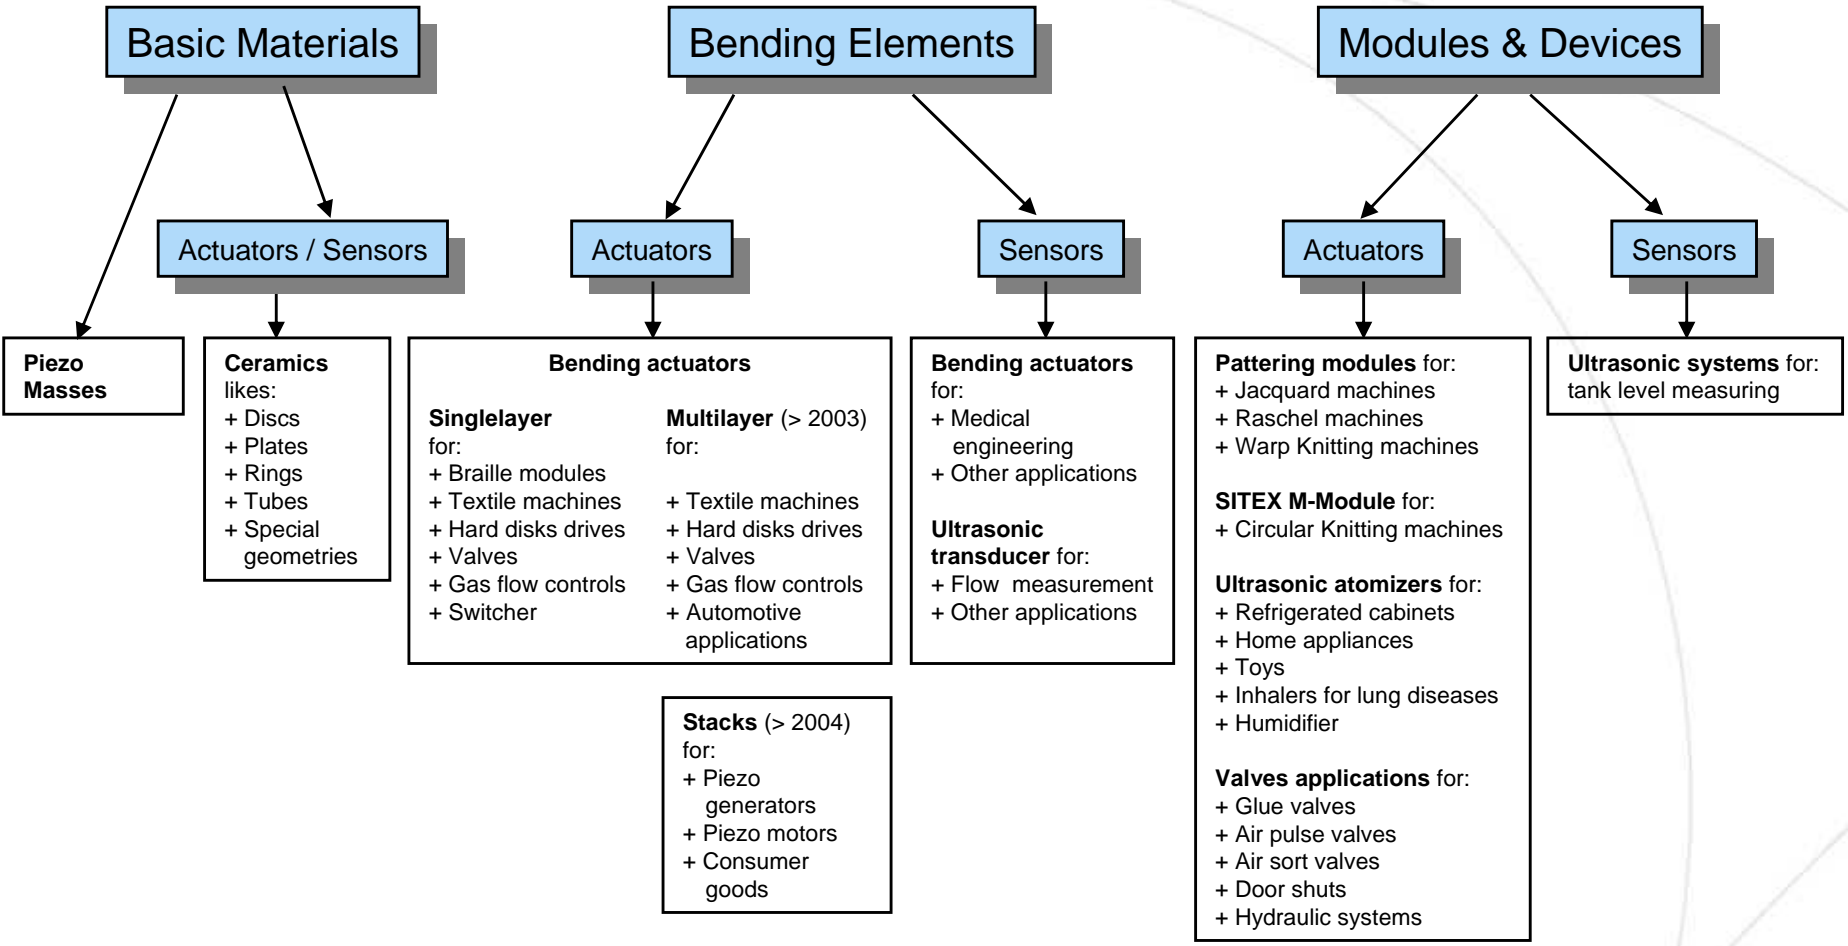 Basic Materials
Bending Elements
Modules & Devices
Actuators / Sensors
Actuators
Sensors
Actuators
Sensors
Piezo
Masses
Ceramics
likes:
+ Discs
+ Plates
+ Rings
+ Tubes
+ Special
geometries
Bending actuators
Singlelayer
for:
+ Braille modules
+ Textile machines
+ Hard disks drives
+ Valves
+ Gas flow controls
+ Switcher
Multilayer (> 2003)
for:
+ Textile machines
+ Hard disks drives
+ Valves
+ Gas flow controls
+ Automotive
applications
Stacks (> 2004)
for:
+ Piezo
generators
+ Piezo motors
+ Consumer
goods
Bending actuators
for:
+ Medical
engineering
+ Other applications
Ultrasonic
transducer for:
+ Flow measurement
+ Other applications
Pattering modules for:
+ Jacquard machines
+ Raschel machines
+ Warp Knitting machines
SITEX M-Module for:
+ Circular Knitting machines
Ultrasonic atomizers for:
+ Refrigerated cabinets
+ Home appliances
+ Toys
+ Inhalers for lung diseases
+ Humidifier
Valves applications for:
+ Glue valves
+ Air pulse valves
+ Air sort valves
+ Door shuts
+ Hydraulic systems
Ultrasonic systems for:
tank level measuring